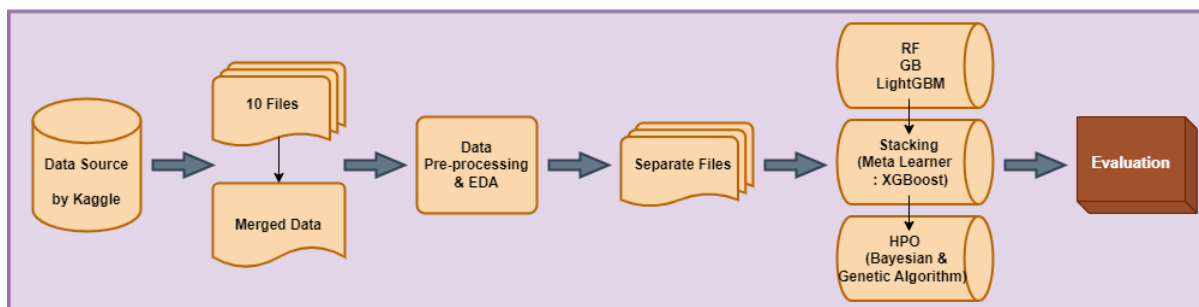 Data Source
by Kaggle
10 Files
Merged Data
Data
Pre-processing
& EDA
Separate Files
RF
GB
LightGBM
Stacking
(Meta Learner
: XGBoost)
HPO
(Bayesian &
Genetic Algorithm)
Evaluation